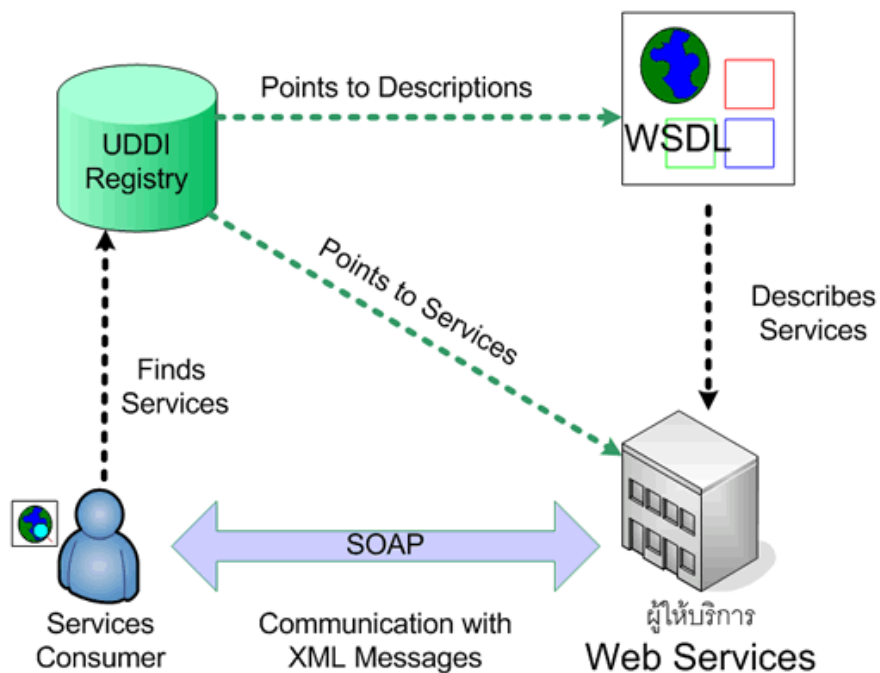 Points to Descriptions
UDDI
Registry
WSDL
Points to Services
Describes
Services
Finds
Services
SOAP
Services
Consumer
Communication with
XML Messages
ผู้ให้บริการ
Web Services